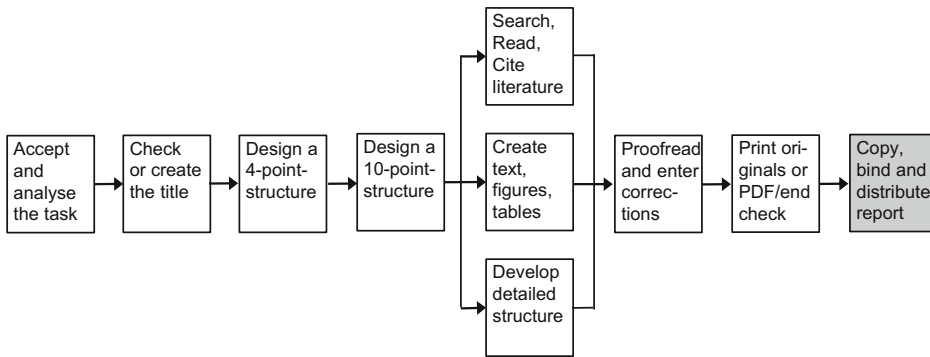 Accept
and
analyse
the task
Check
or create
the title
Design a
4-point-
structure
Design a
10-point-
structure
Search,
Read,
Cite
literature
Create
text,
figures,
tables
Develop
detailed
structure
Proofread
and enter
correc-
tions
Print ori-
ginals or
PDF/end
check
Copy,
bind and
distribute
report